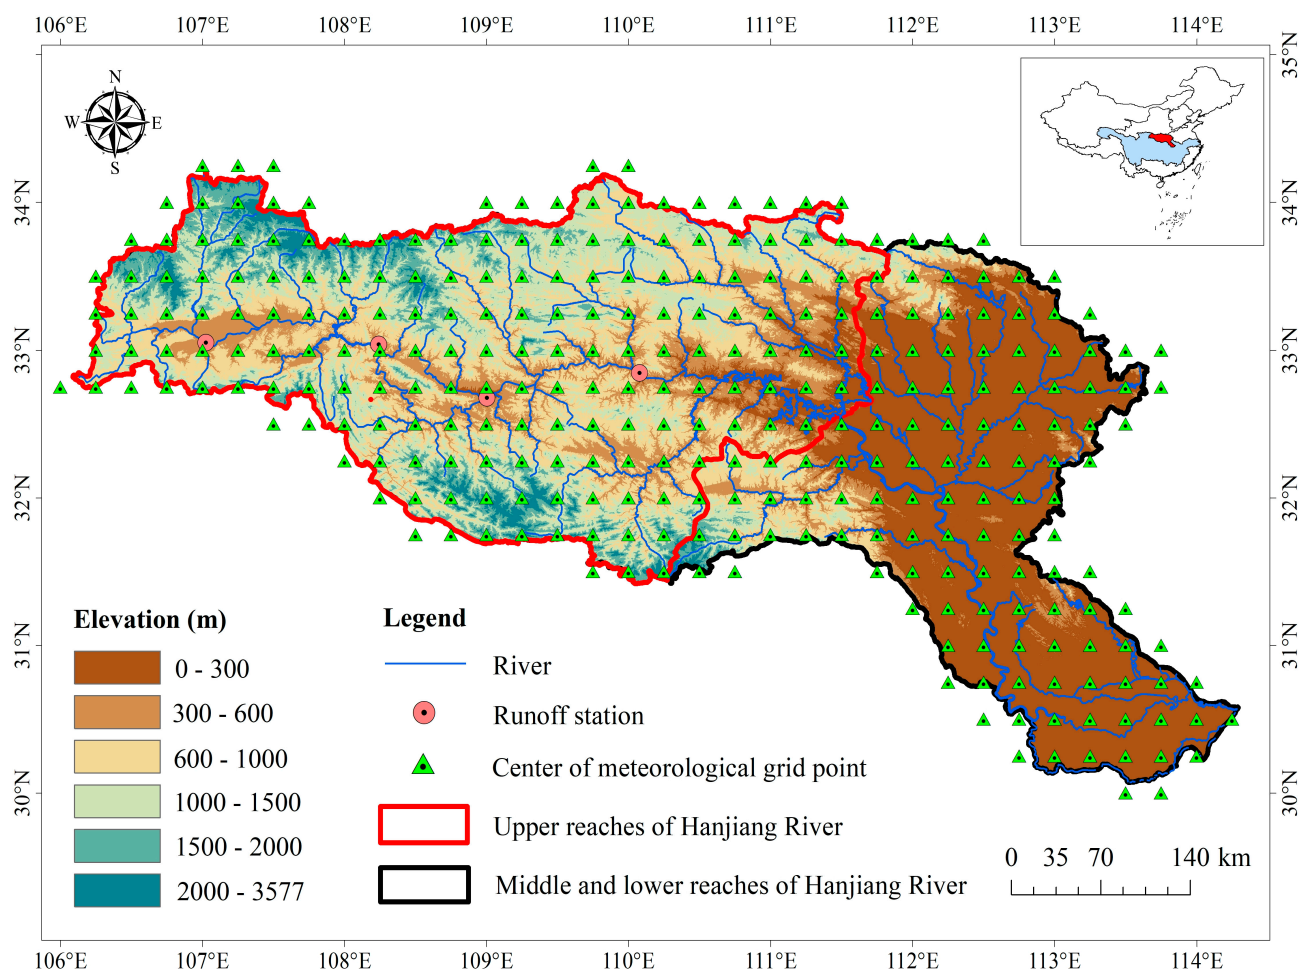 106°E 107°E 108°E 109°E 110°E 111°E 112°E 113°E 114°E
35°N
N
W E
S
34°N 34°N
33°N 33°N
32°N 32°N
31°N 31°N
30°N 30°N
Elevation (m)
0 - 300
300 - 600
600 - 1000
1000 - 1500
1500 - 2000
2000 - 3577
Legend
River
Runoff station
Center of meteorological grid point
Upper reaches of Hanjiang River
Middle and lower reaches of Hanjiang River
0 35 70 140 km
106°E 107°E 108°E 109°E 110°E 111°E 112°E 113°E 114°E